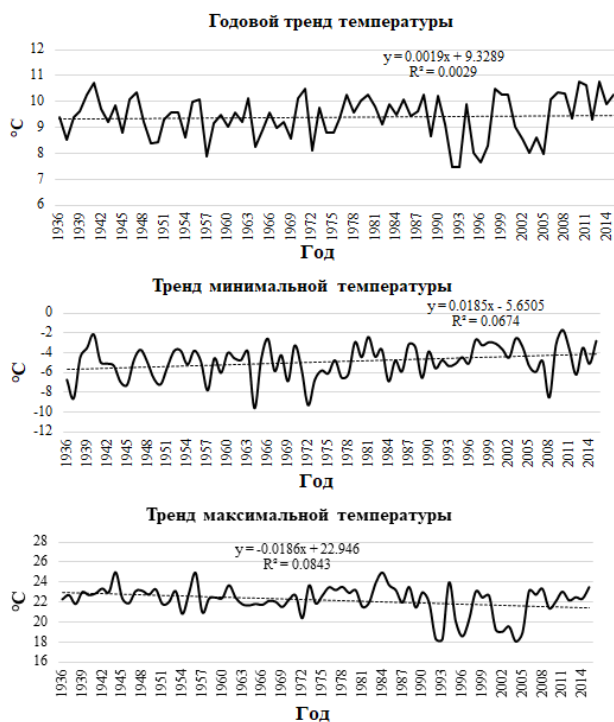 Годовой тренд температуры
y = 0.0019x + 9.3289
R² = 0.0029
12
11
10
9
8
7
6
°C
1936 1939 1942 1945 1948 1951 1954 1957 1960 1963 1966 1969 1972 1975 1978 1981 1984 1987 1990 1993 1996 1999 2002 2005 2008 2011 2014
Год
Тренд минимальной температуры
y = 0.0185x - 5.6505
R² = 0.0674
0
-2
-4
-6
-8
-10
-12
°C
1936 1939 1942 1945 1948 1951 1954 1957 1960 1963 1966 1969 1972 1975 1978 1981 1984 1987 1990 1993 1996 1999 2002 2005 2008 2011 2014
Год
Тренд максимальной температуры
y = -0.0186x + 22.946
R² = 0.0843
28
26
24
22
20
18
16
°C
1936 1939 1942 1945 1948 1951 1954 1957 1960 1963 1966 1969 1972 1975 1978 1981 1984 1987 1990 1993 1996 1999 2002 2005 2008 2011 2014
Год